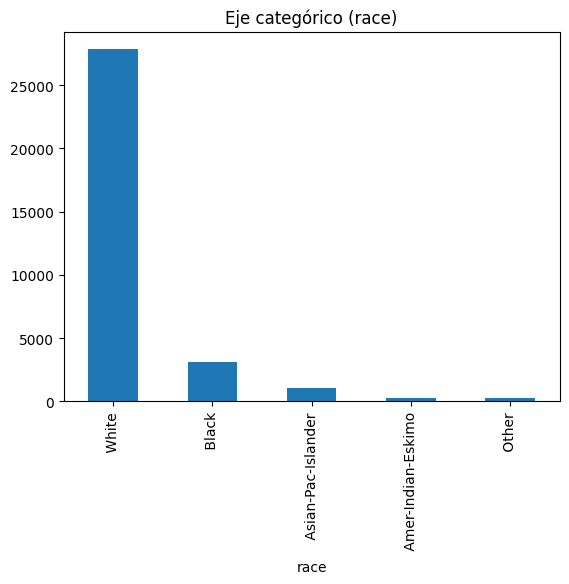 Eje categórico (race)
25000
20000
15000
10000
5000
0
White
Black
Asian-Pac-Islander
Amer-Indian-Eskimo
Other
race